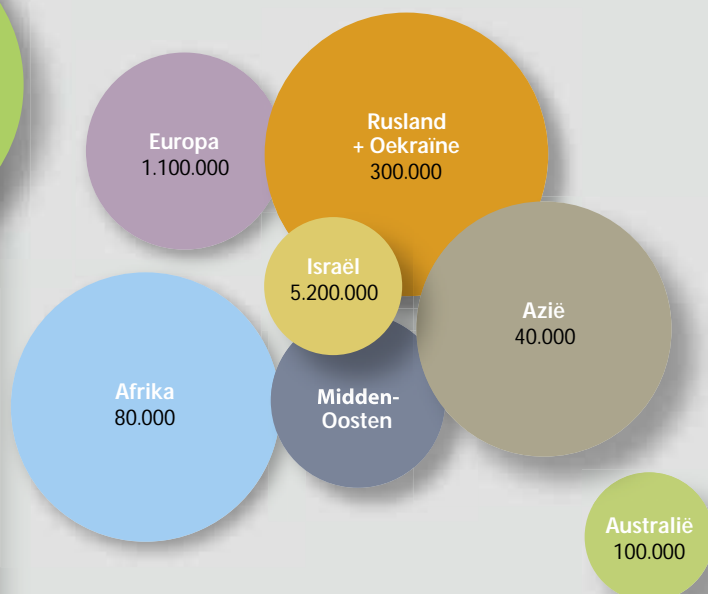 Europa
1.100.000
Rusland
+ Oekraïne
300.000
Israël
5.200.000
Azië
40.000
Afrika
80.000
Midden-
Oosten
Australië
100.000